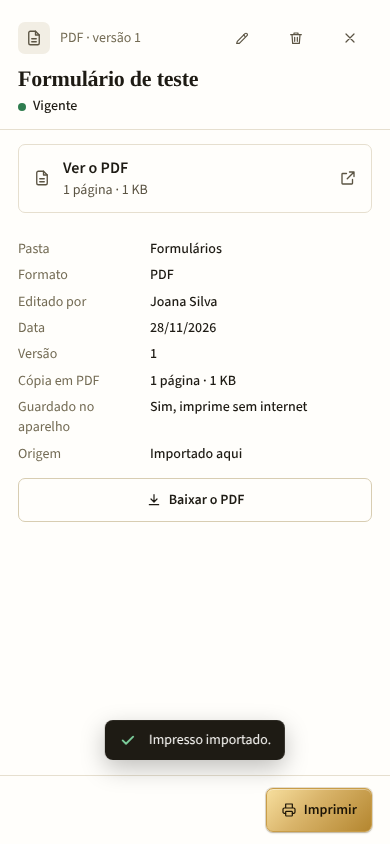 PDF · versão 1
Formulário de teste
Vigente
Ver o PDF
1 página · 1 KB
Pasta Formulários
Formato PDF
Editado por Joana Silva
Data 28/11/2026
Versão 1
Cópia em PDF 1 página · 1 KB
Guardado no aparelho Sim, imprime sem internet
Origem Importado aqui
Baixar o PDF
Impresso importado.
Imprimir